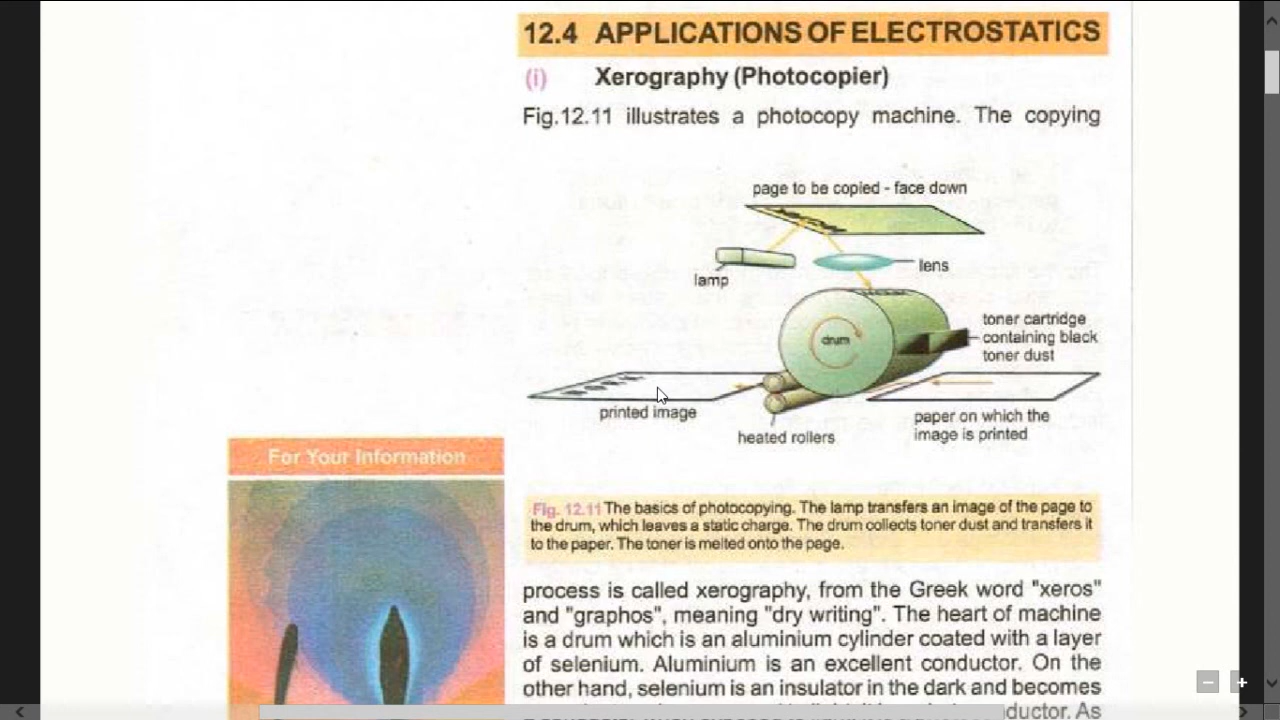 12.4 APPLICATIONS OF ELECTROSTATICS
(i) Xerography (Photocopier)
Fig.12.11 illustrates a photocopy machine. The copying
page to be copied - face down
lamp
lens
drum
toner cartridge
containing black
toner dust
printed image
heated rollers
paper on which the
image is printed
For Your Information
Fig. 12.11 The basics of photocopying. The lamp transfers an image of the page to
the drum, which leaves a static charge. The drum collects toner dust and transfers it
to the paper. The toner is melted onto the page.
process is called xerography, from the Greek word "xeros"
and "graphos", meaning "dry writing". The heart of machine
is a drum which is an aluminium cylinder coated with a layer
of selenium. Aluminium is an excellent conductor. On the
other hand, selenium is an insulator in the dark and becomes
ductor. As